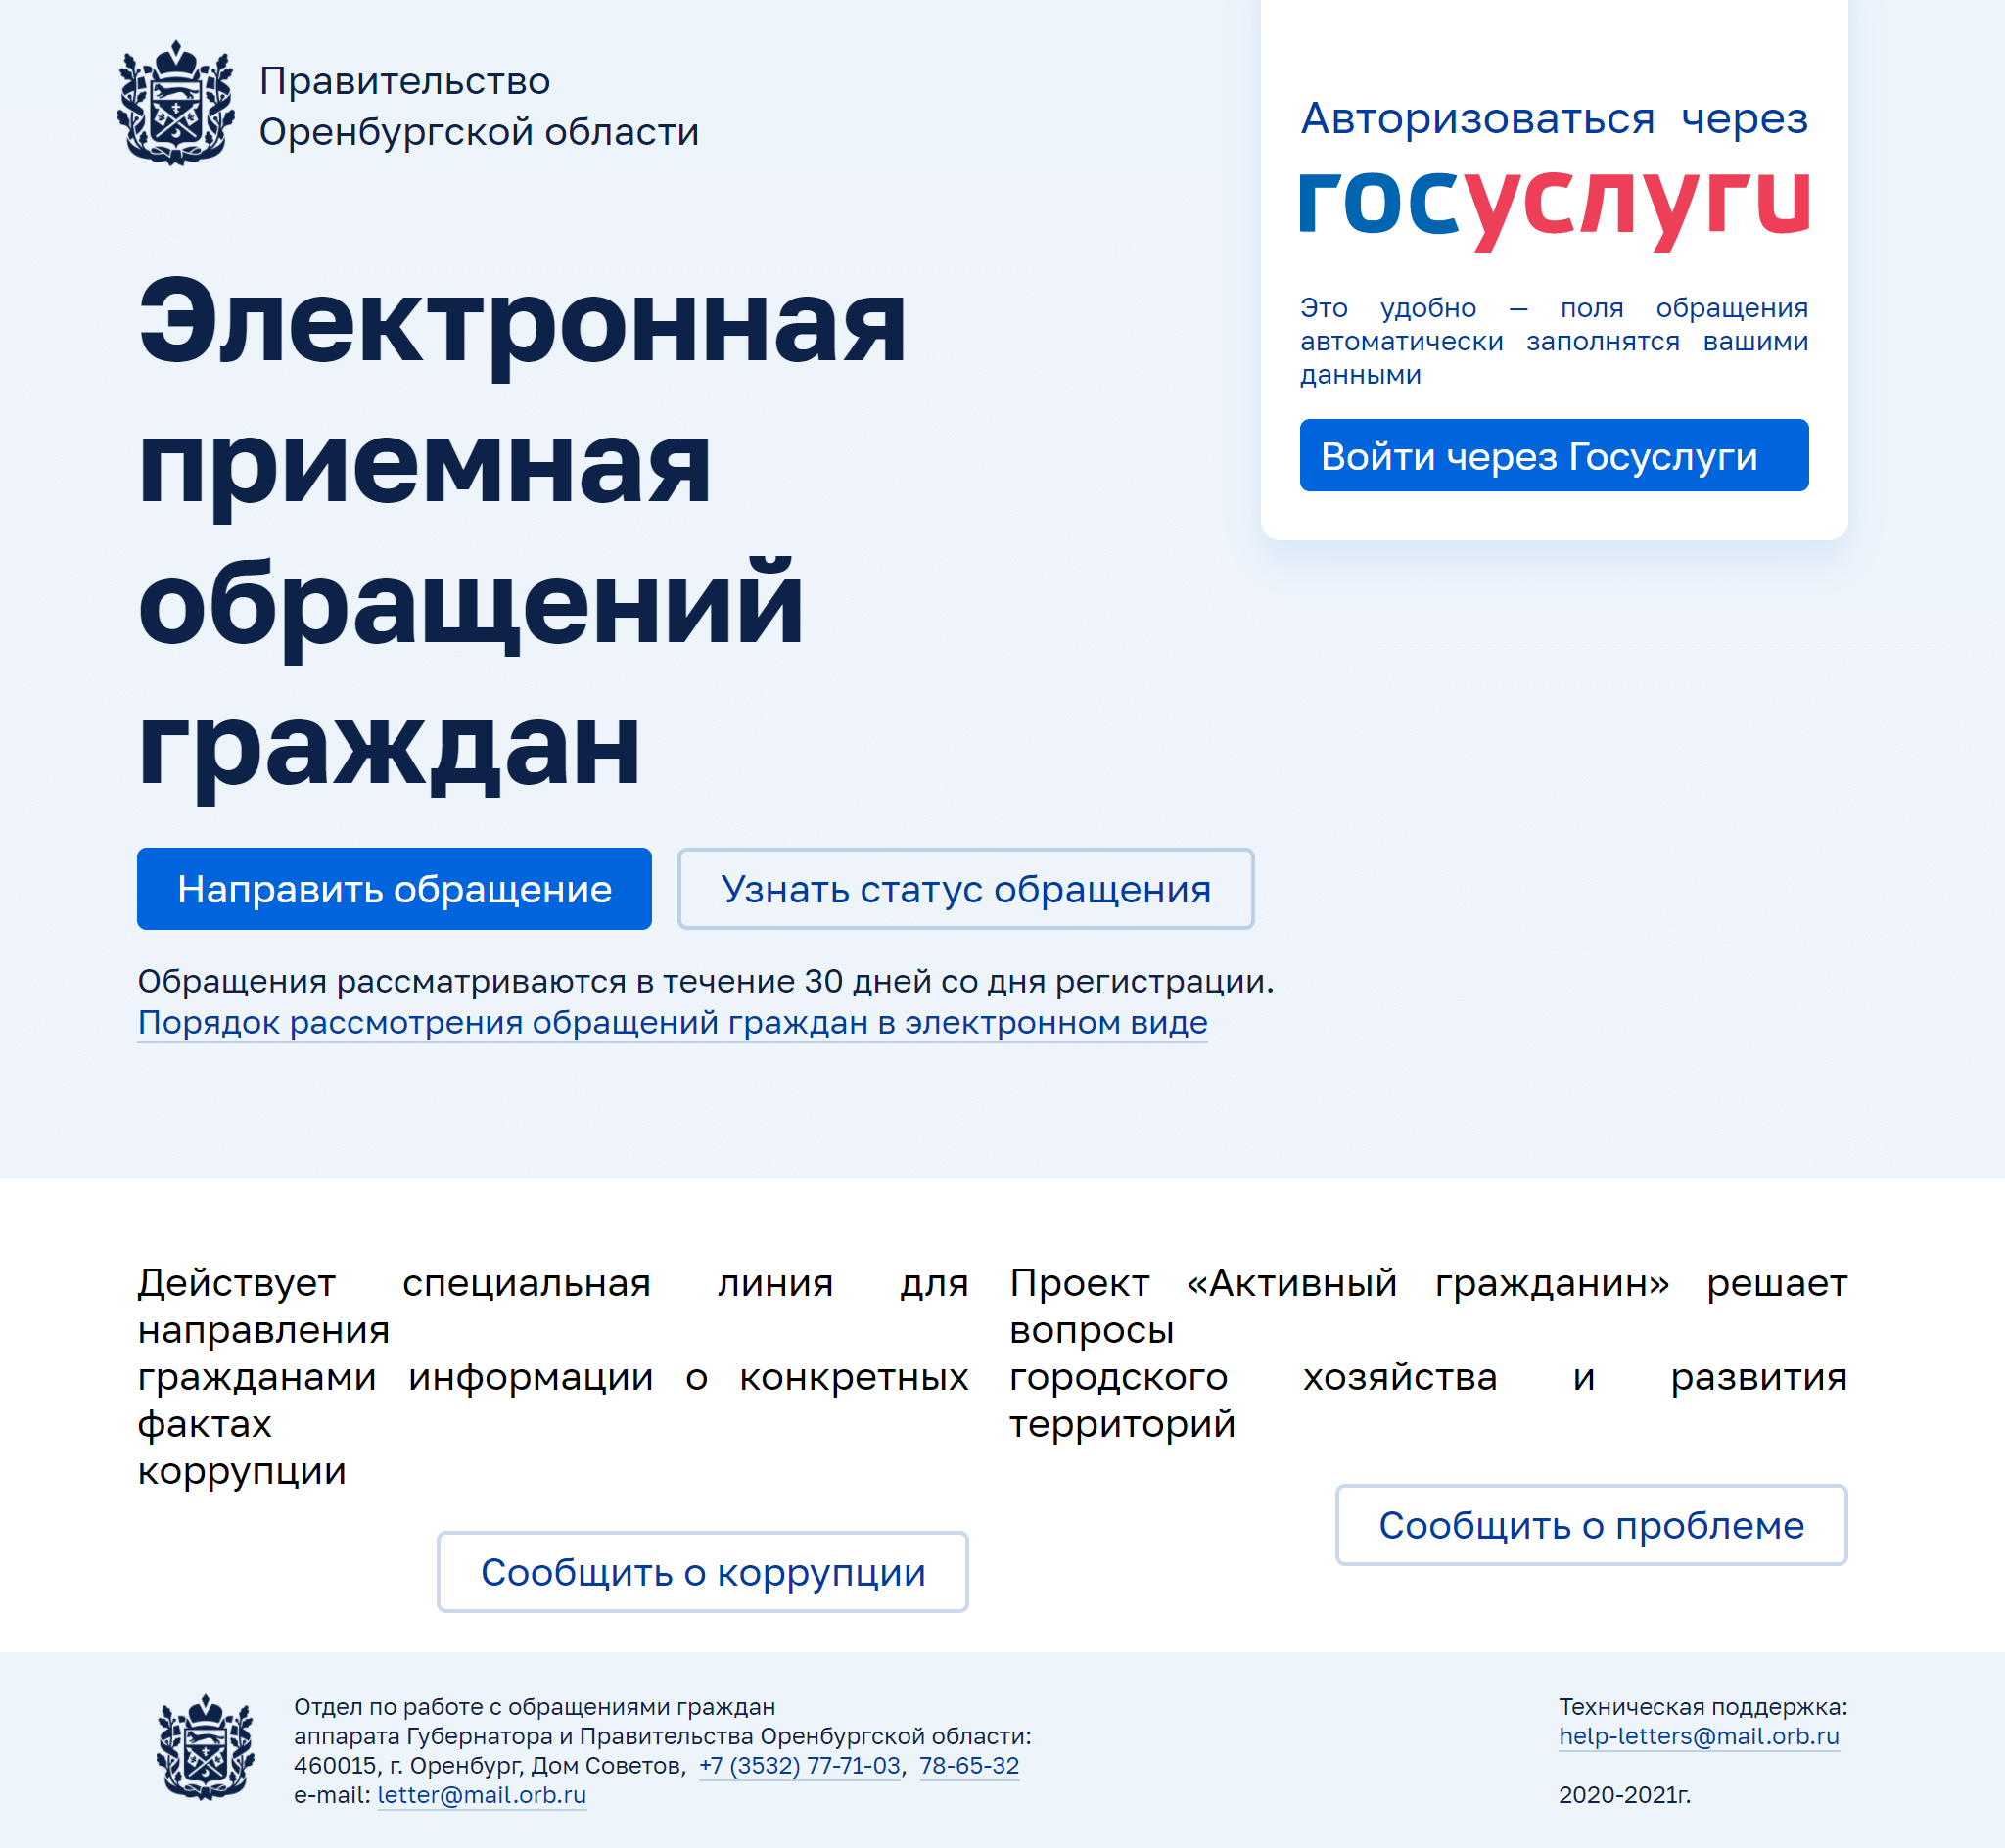 Правительство
Оренбургской области
Авторизоваться через
госуслуги
Это удобно — поля обращения
автоматически заполнятся вашими
данными
Войти через Госуслуги
Электронная
приемная
обращений
граждан
Направить обращение
Узнать статус обращения
Обращения рассматриваются в течение 30 дней со дня регистрации.
Порядок рассмотрения обращений граждан в электронном виде
Действует специальная линия для
направления
гражданами информации о конкретных
фактах
коррупции
Сообщить о коррупции
Проект «Активный гражданин» решает
вопросы
городского хозяйства и развития
территорий
Сообщить о проблеме
Отдел по работе с обращениями граждан
аппарата Губернатора и Правительства Оренбургской области:
460015, г. Оренбург, Дом Советов, +7 (3532) 77-71-03, 78-65-32
e-mail: letter@mail.orb.ru
Техническая поддержка:
help-letters@mail.orb.ru
2020-2021г.